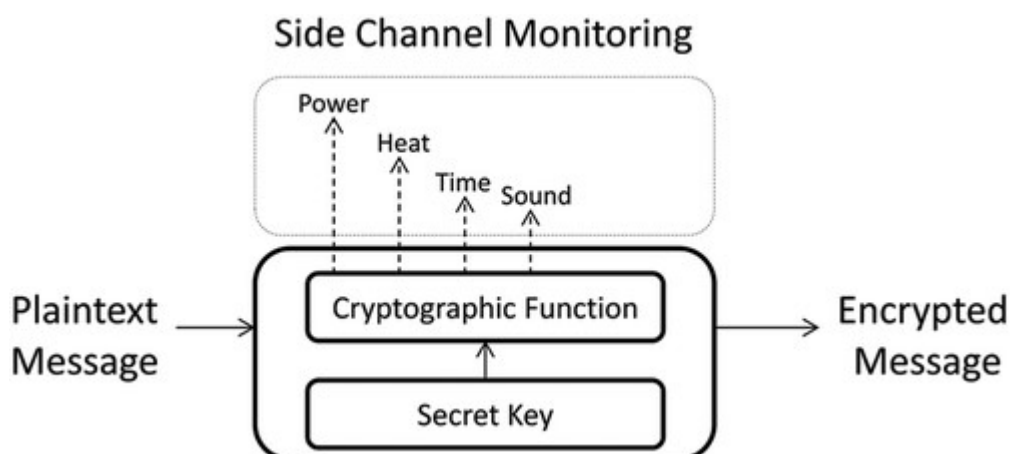 Side Channel Monitoring
Power
Heat
Time
Sound
Plaintext
Message
Cryptographic Function
Secret Key
Encrypted
Message